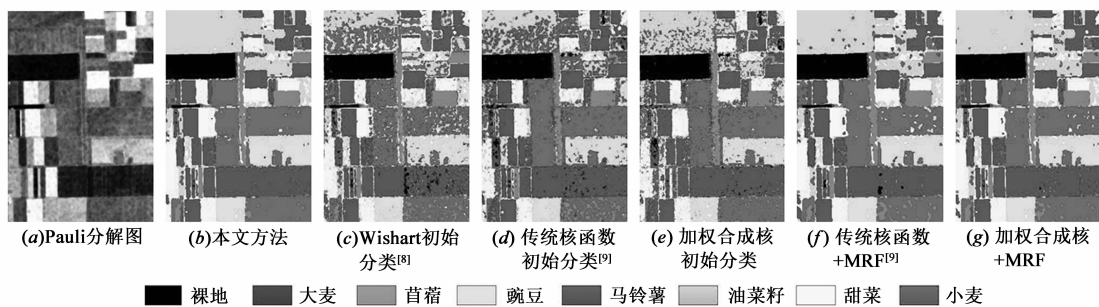 (a)Pauli分解图
(b)本文方法
(c)Wishart初始
分类[8]
(d) 传统核函数
初始分类[9]
(e) 加权合成核
初始分类
(f) 传统核函数
+MRF[9]
(g) 加权合成核
+MRF
裸地 大麦 苜蓿 豌豆 马铃薯 油菜籽 甜菜 小麦